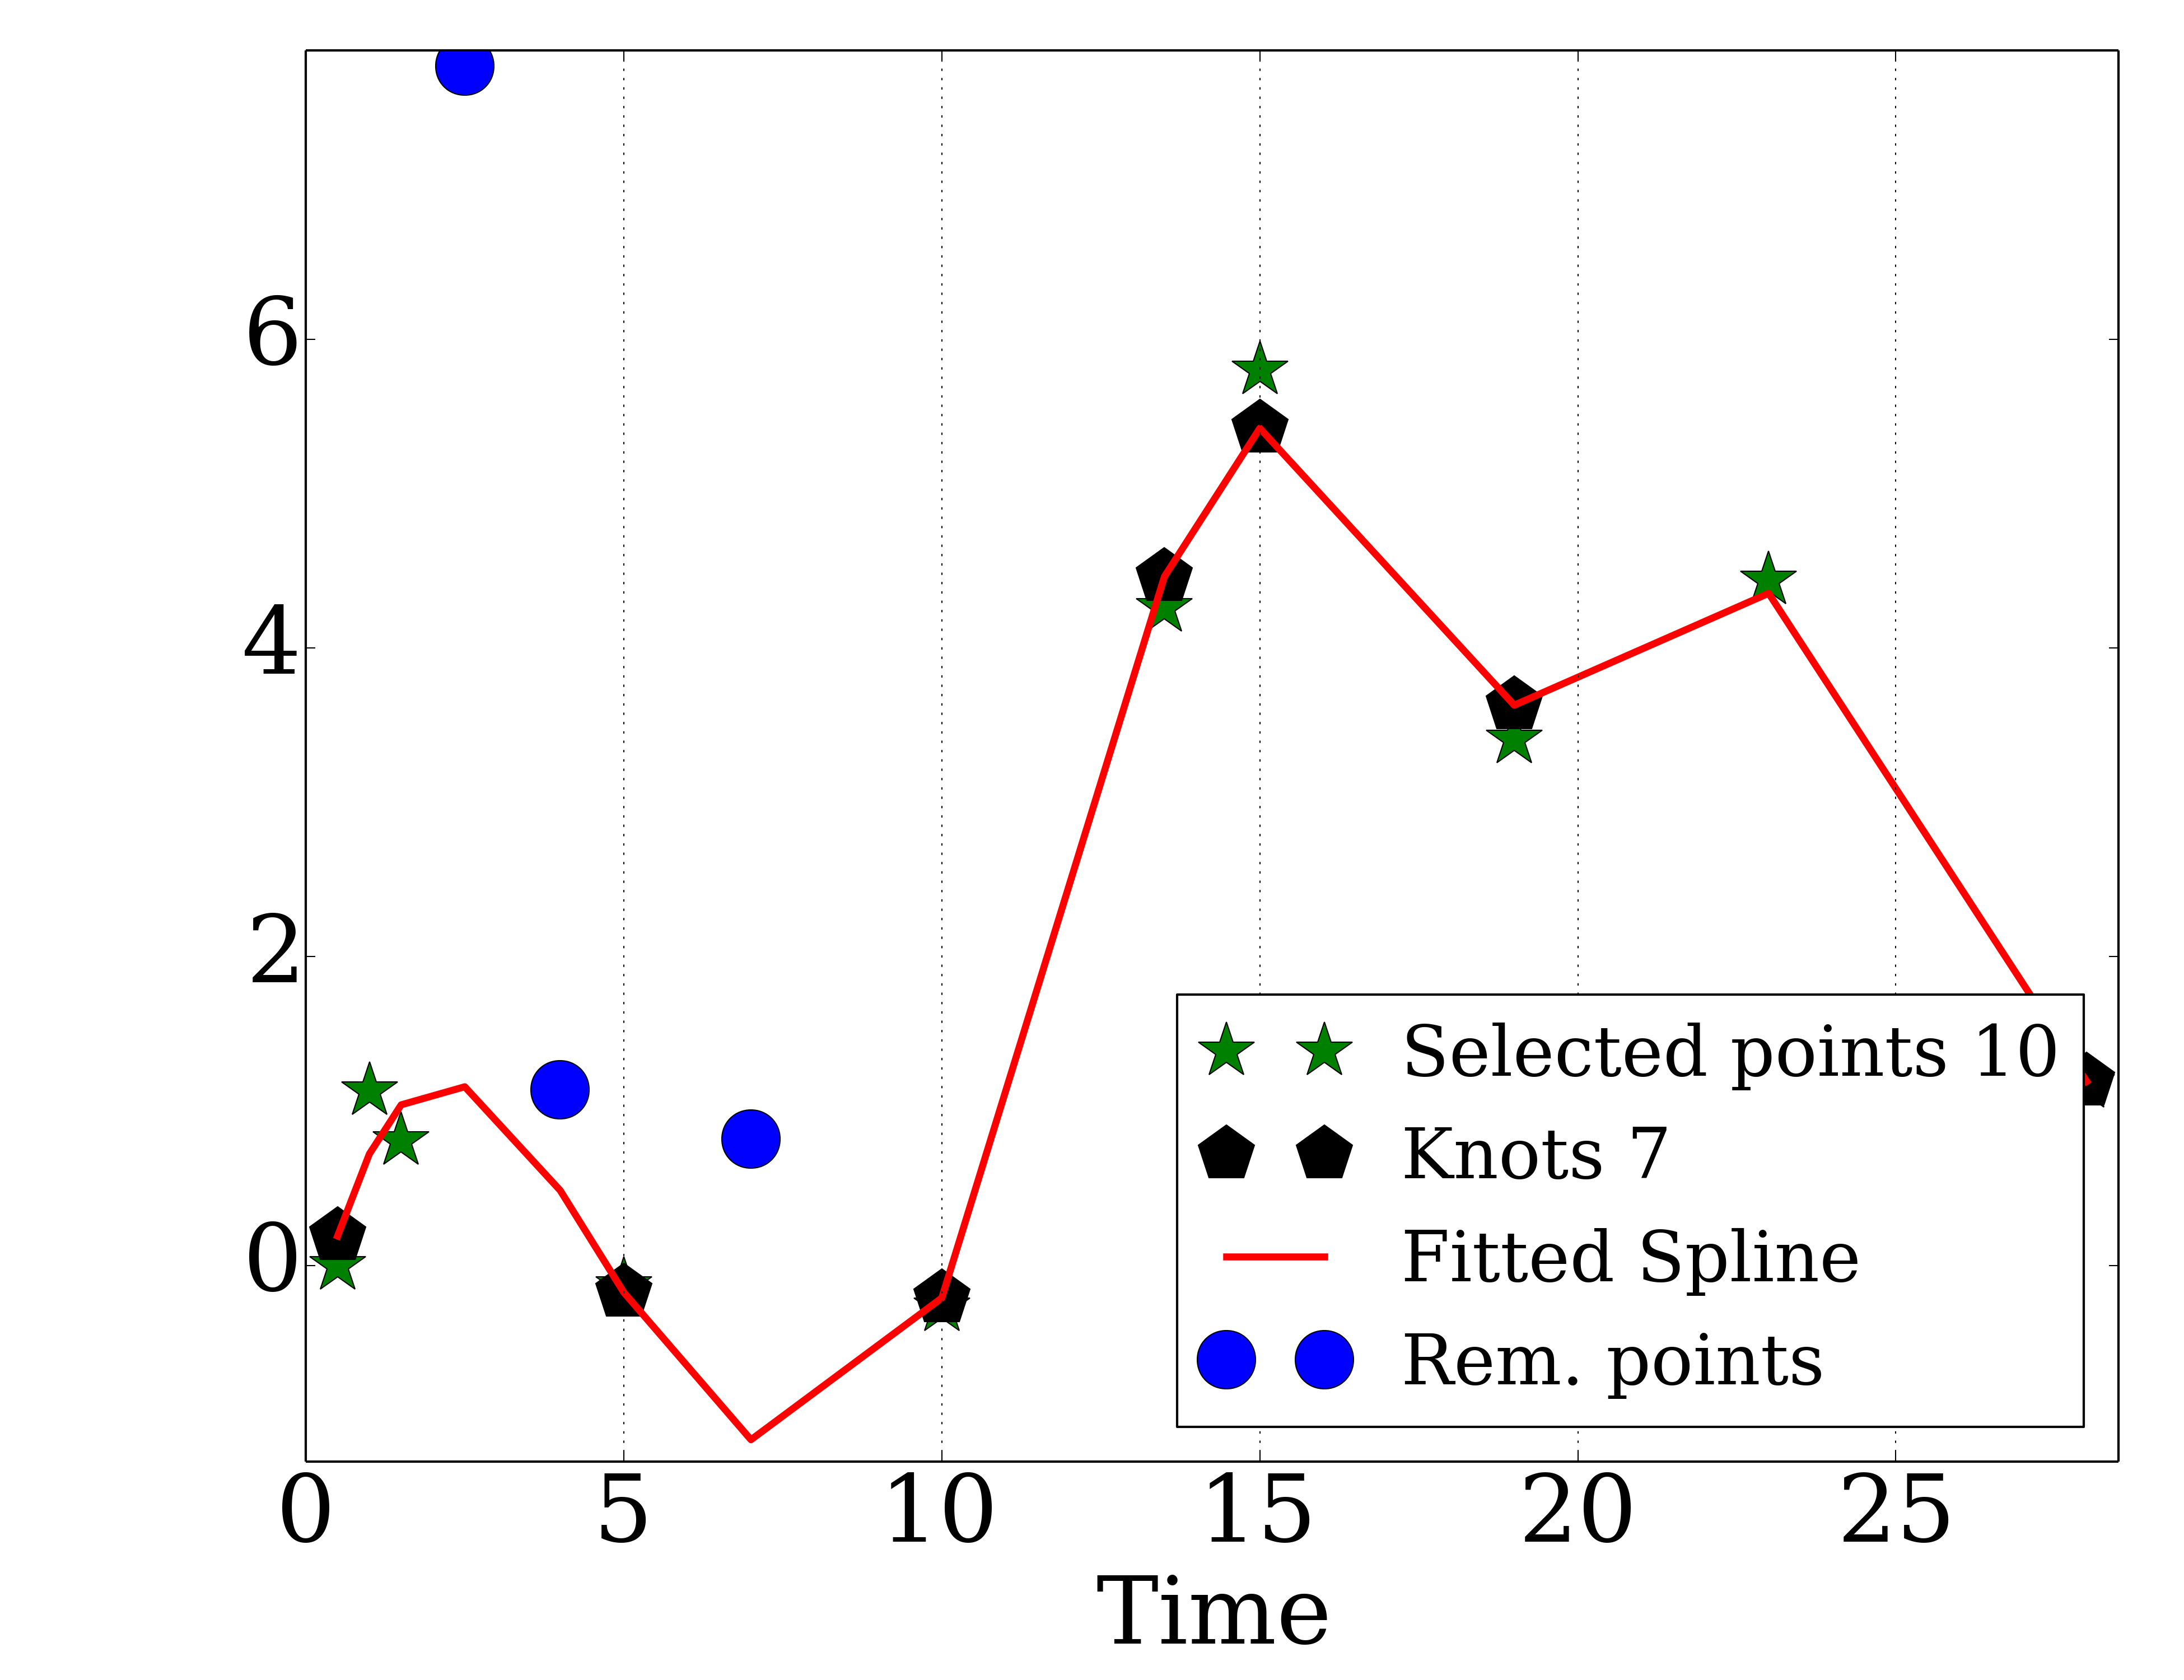 6
4
2
0
Selected points 10
Knots 7
Fitted Spline
Rem. points
0 5 10 15 20 25
Time